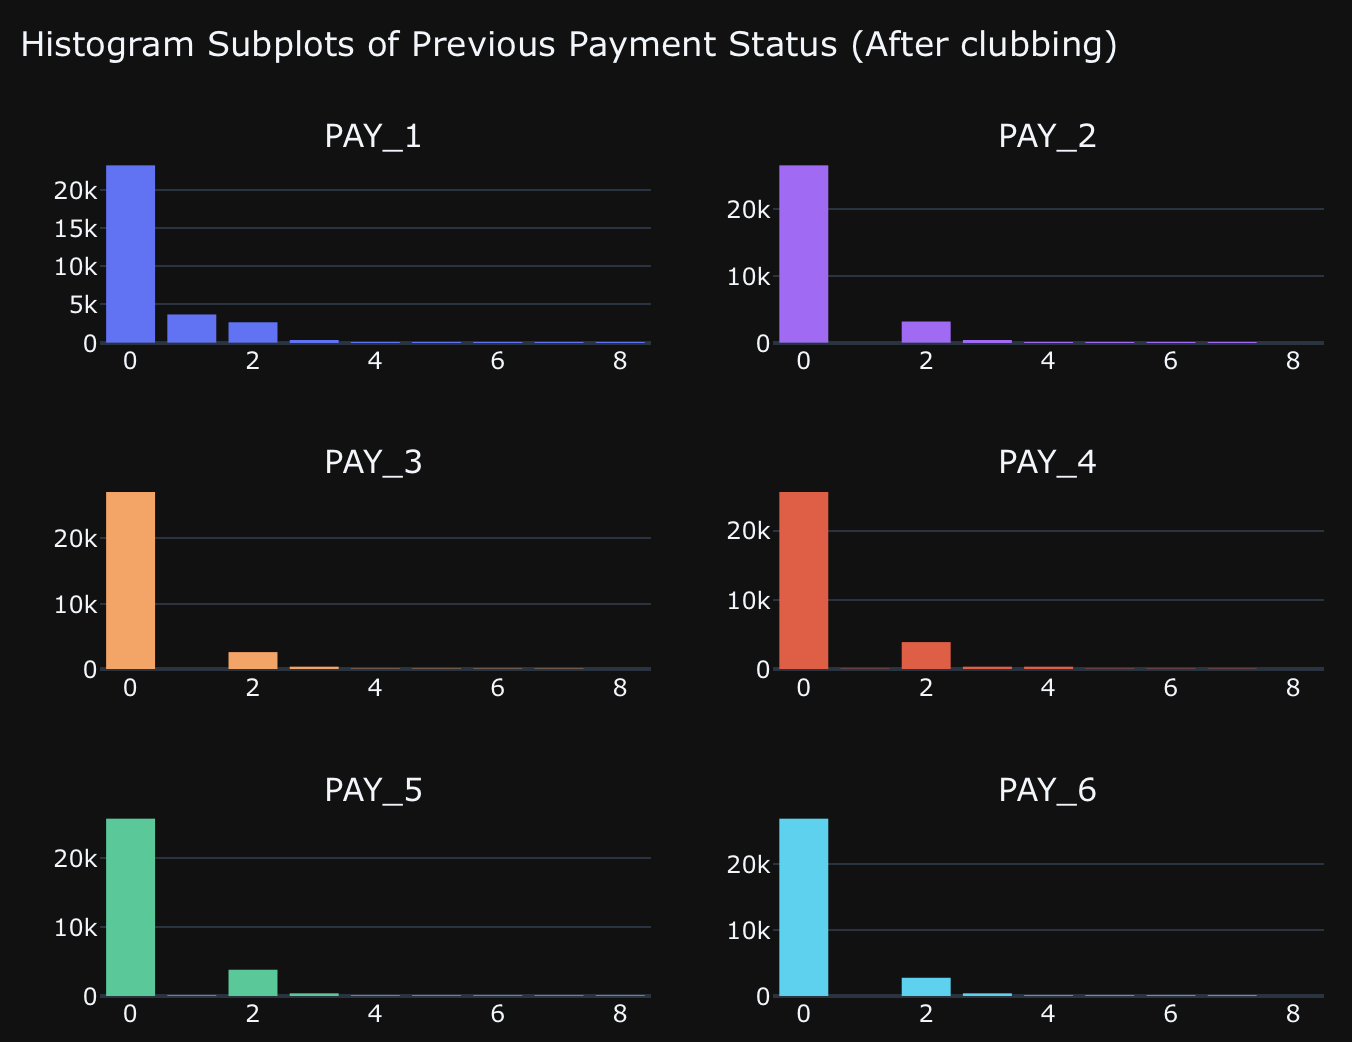 Histogram Subplots of Previous Payment Status (After clubbing)
PAY_1
20k
15k
10k
5k
0
0 2 4 6 8
PAY_2
20k
10k
0
0 2 4 6 8
PAY_3
20k
10k
0
0 2 4 6 8
PAY_4
20k
10k
0
0 2 4 6 8
PAY_5
20k
10k
0
0 2 4 6 8
PAY_6
20k
10k
0
0 2 4 6 8